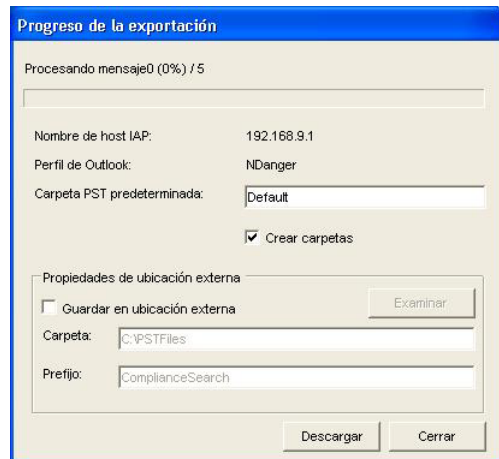 Progreso de la exportación
Procesando mensaje0 (0%) / 5
Nombre de host IAP: 192.168.9.1
Perfil de Outlook: NDanger
Carpeta PST predeterminada: Default
Crear carpetas
Propiedades de ubicación externa
Guardar en ubicación externa Examinar
Carpeta: C:\PSTFiles
Prefijo: ComplianceSearch
Descargar Cerrar